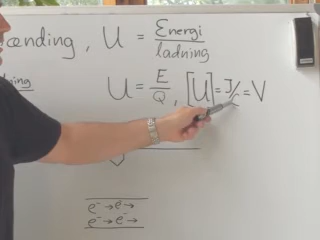 ænding, U = Energi/ladning
U = E/Q, [U] = J/C = V
e⁻ → e⁻ →
e⁻ → e⁻ →